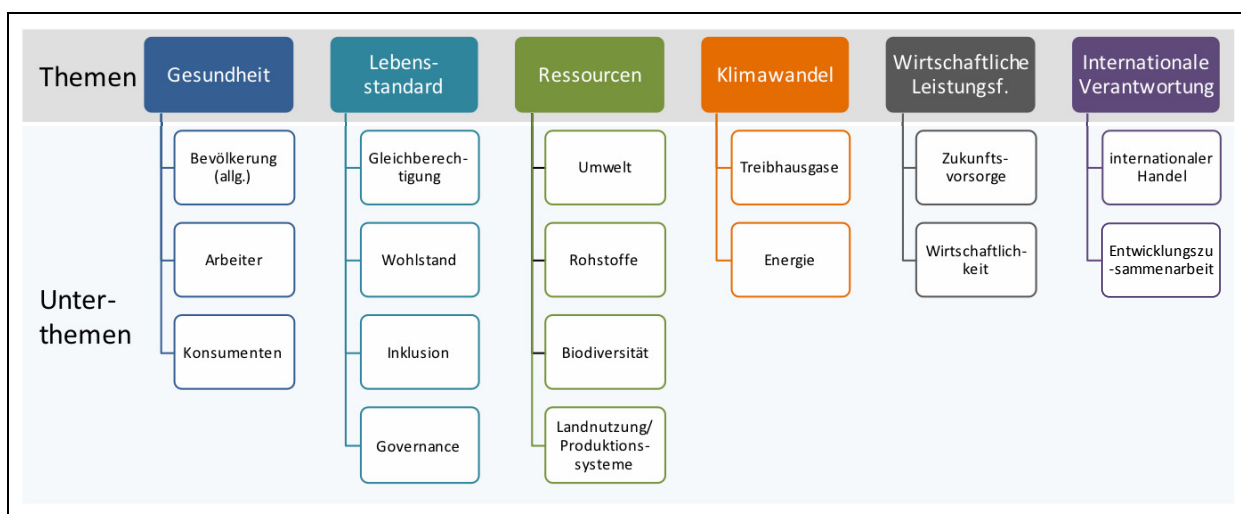 Themen
Gesundheit
Lebens-
standard
Ressourcen
Klimawandel
Wirtschaftliche
Leistungsf.
Internationale
Verantwortung
Unter-
themen
Bevölkerung
(allg.)
Arbeiter
Konsumenten
Gleichberech-
tigung
Wohlstand
Inklusion
Governance
Umwelt
Rohstoffe
Biodiversität
Landnutzung/
Produktions-
systeme
Treibhausgase
Energie
Zukunfts-
vorsorge
Wirtschaftlich-
keit
internationaler
Handel
Entwicklungszu
-sammenarbeit